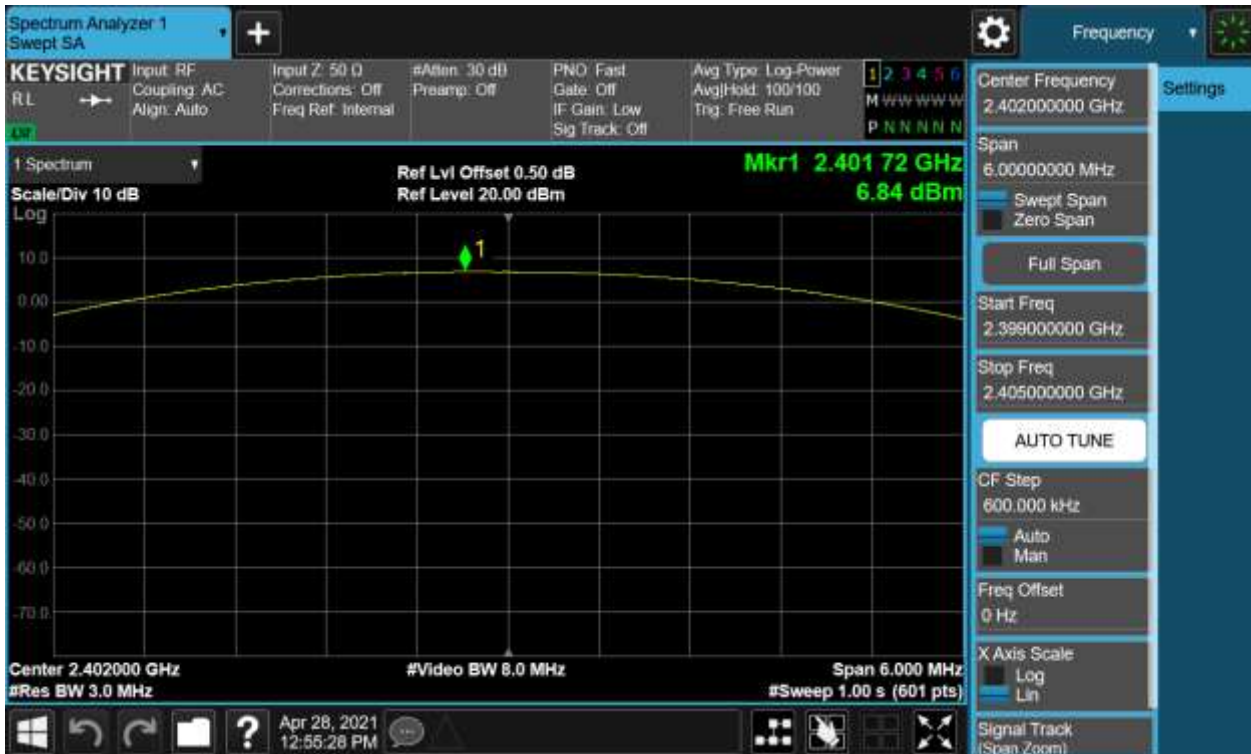 Spectrum Analyzer 1
Swept SA
+
Frequency
KEYSIGHT
RL
Input: RF
Coupling: AC
Align: Auto
Input Z: 50 Ω
Corrections: Off
Freq Ref: Internal
#Atten: 30 dB
Preamp: Off
PNO: Fast
Gate: Off
IF Gain: Low
Sig Track: Off
Avg Type: Log-Power
Avg|Hold: 100/100
Trig: Free Run
1 2 3 4 5 6
M W W W W W
P N N N N N
Center Frequency
2.402000000 GHz
Settings
Span
6.00000000 MHz
Swept Span
Zero Span
Full Span
Start Freq
2.399000000 GHz
Stop Freq
2.405000000 GHz
AUTO TUNE
CF Step
600.000 kHz
Auto
Man
Freq Offset
0 Hz
X Axis Scale
Log
Lin
Signal Track
(Span Zoom)
1 Spectrum
Scale/Div 10 dB
Log
Ref Lvl Offset 0.50 dB
Ref Level 20.00 dBm
Mkr1 2.401 72 GHz
6.84 dBm
1
10.0
0.00
-10.0
-20.0
-30.0
-40.0
-50.0
-60.0
-70.0
Center 2.402000 GHz
#Res BW 3.0 MHz
#Video BW 8.0 MHz
Span 6.000 MHz
#Sweep 1.00 s (601 pts)
?
Apr 28, 2021
12:55:28 PM